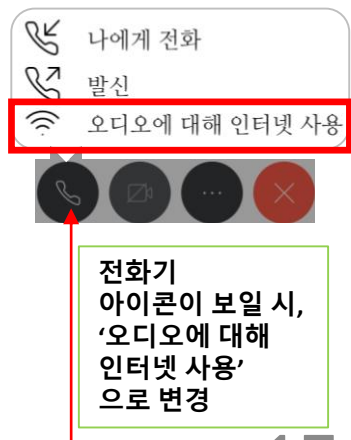 나에게 전화
발신
오디오에 대해 인터넷 사용
전화기
아이콘이 보일 시,
‘오디오에 대해
인터넷 사용’
으로 변경